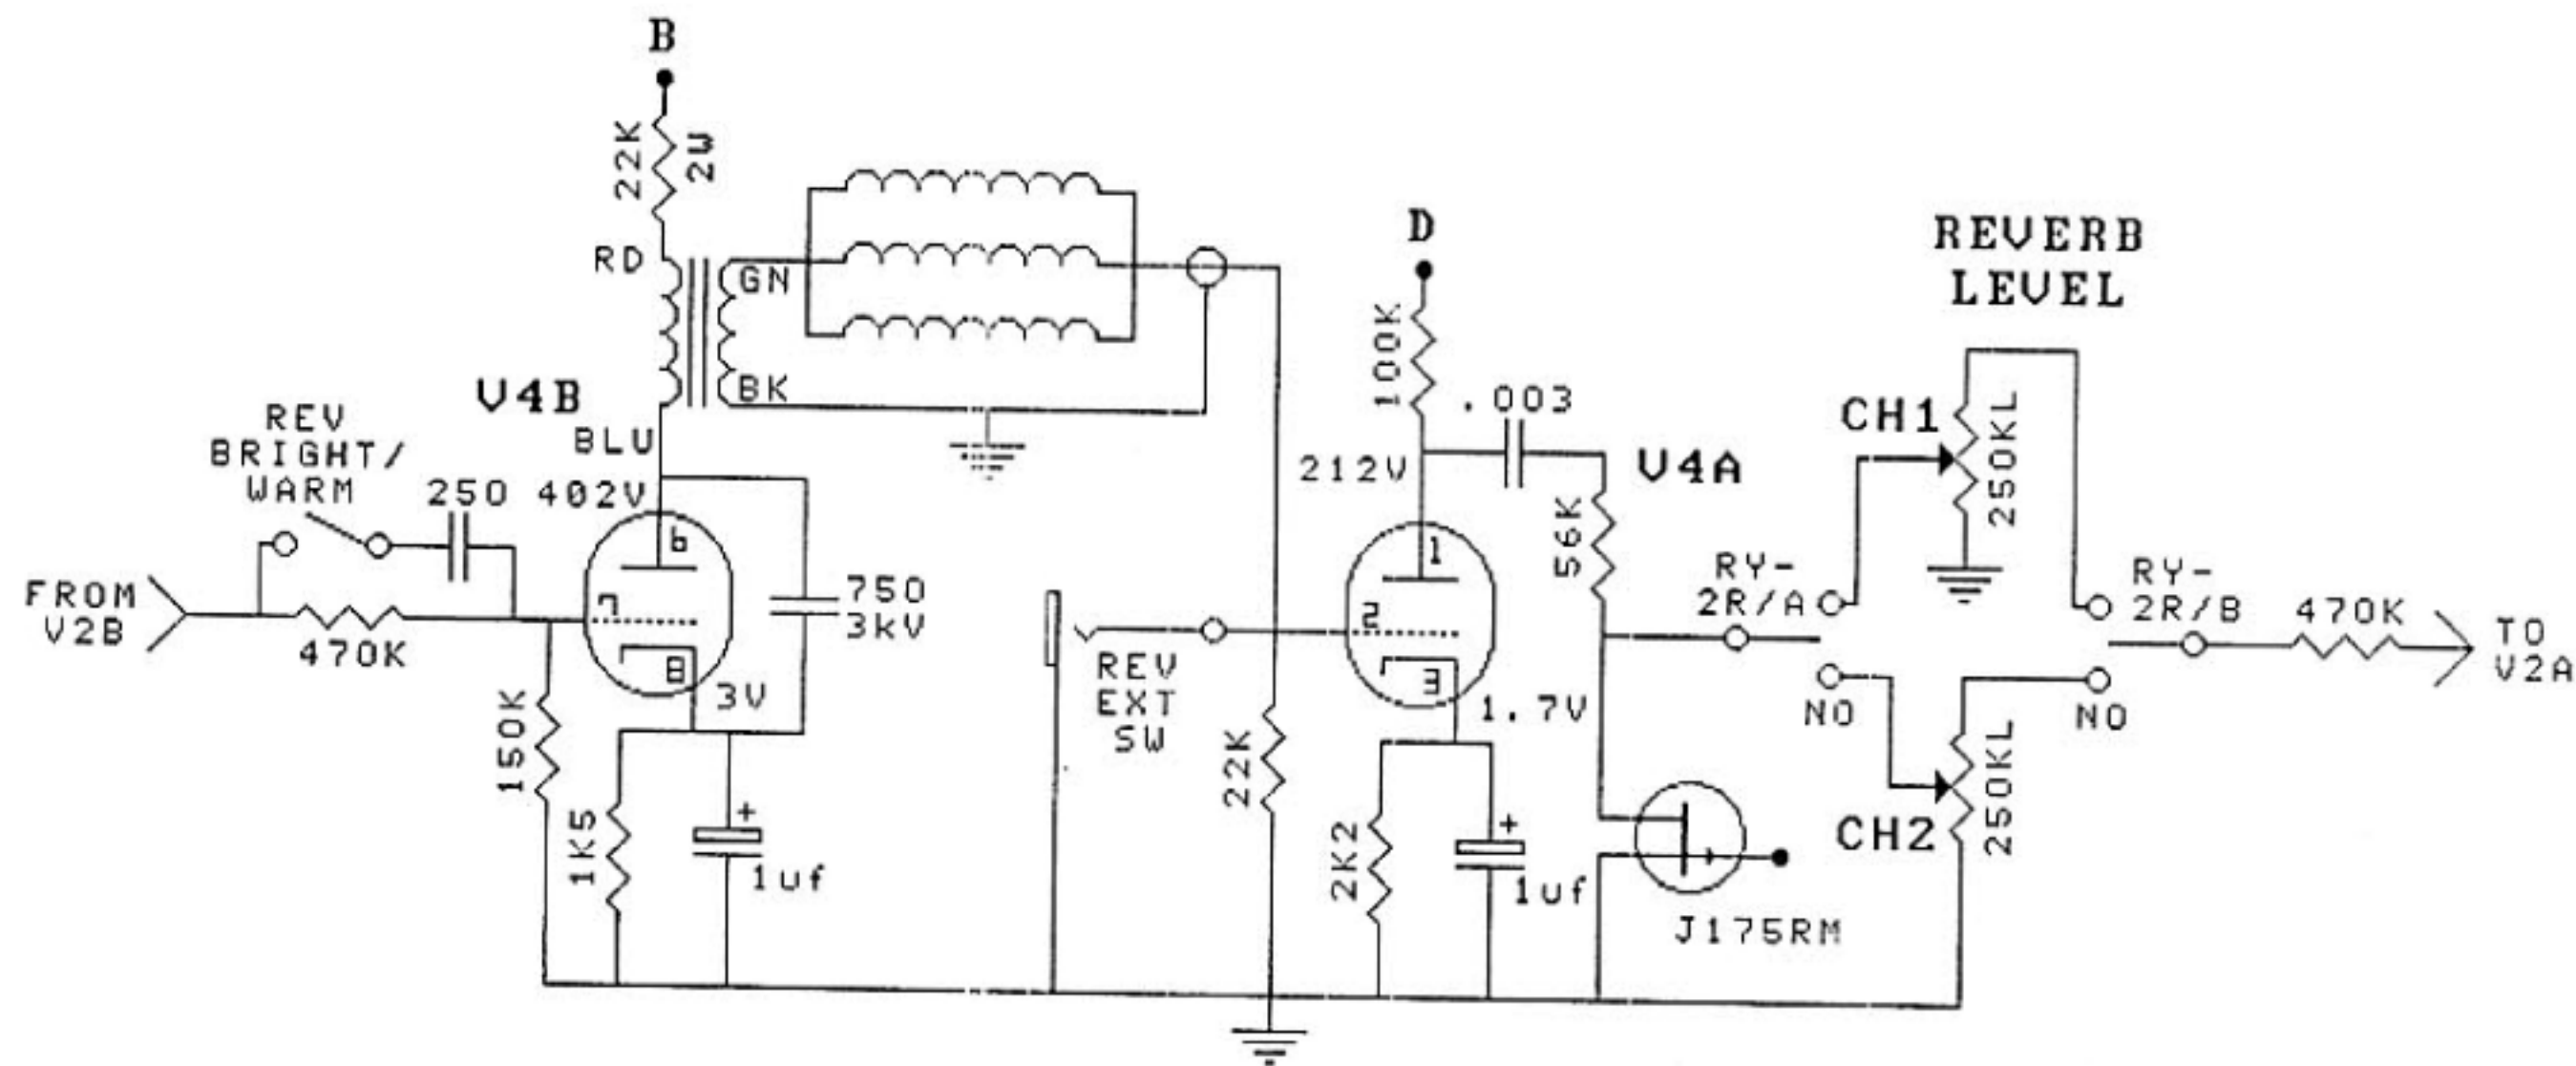 B
22K
2W
RD
GN
BK
V4B
BLU
REV
BRIGHT/
WARM
250
402V
6
7
8
3V
750
3kV
FROM
V2B
470K
150K
1K5
+
1uf
D
100K
.003
212V
V4A
56K
1
2
3
1.7V
REV
EXT
SW
22K
2K2
+
1uf
J175RM
REVERB
LEVEL
CH1
250KL
RY-
2R/A
NO
RY-
2R/B
NO
470K
TO
V2A
CH2
250KL